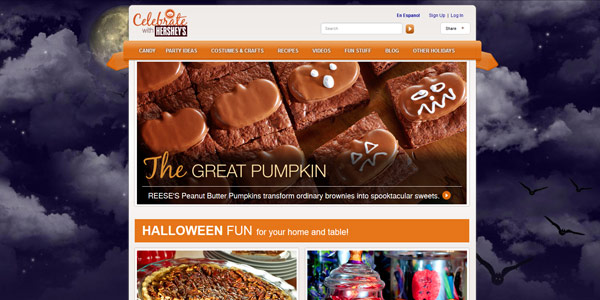 Celebrate
with HERSHEY'S
En Espanol Sign Up | Log in
Search
Share
CANDY PARTY IDEAS COSTUMES & CRAFTS RECIPES VIDEOS FUN STUFF BLOG OTHER HOLIDAYS
The GREAT PUMPKIN
REESE'S Peanut Butter Pumpkins transform ordinary brownies into spooktacular sweets.
HALLOWEEN FUN for your home and table!